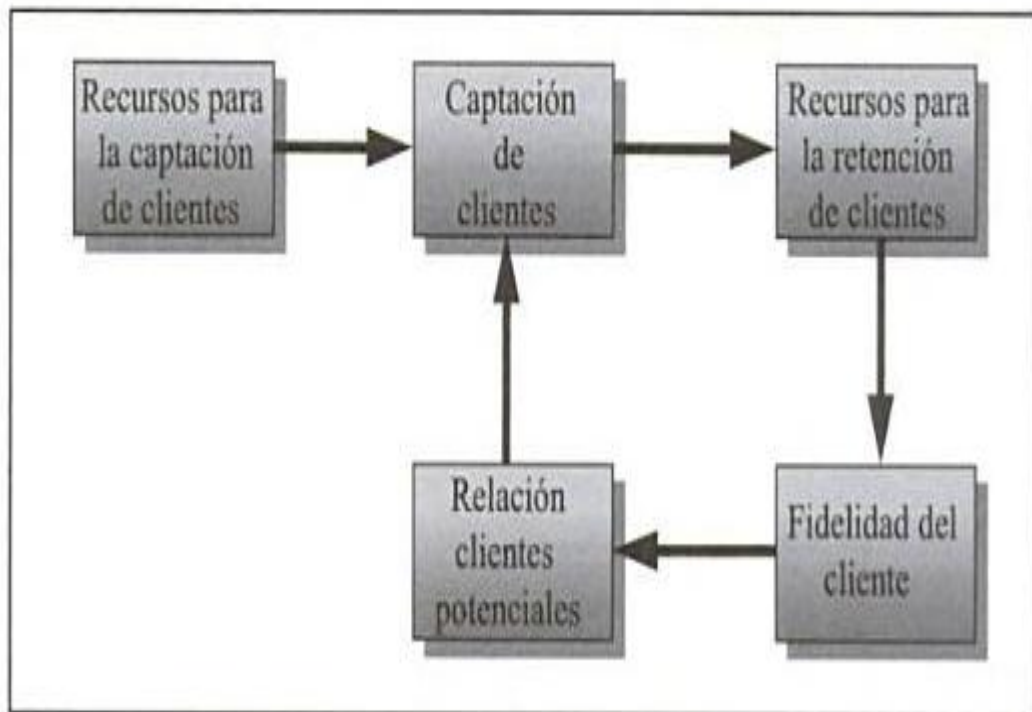 Recursos para
la captación
de clientes
Captación
de
clientes
Recursos para
la retención
de clientes
Relación
clientes
potenciales
Fidelidad del
cliente